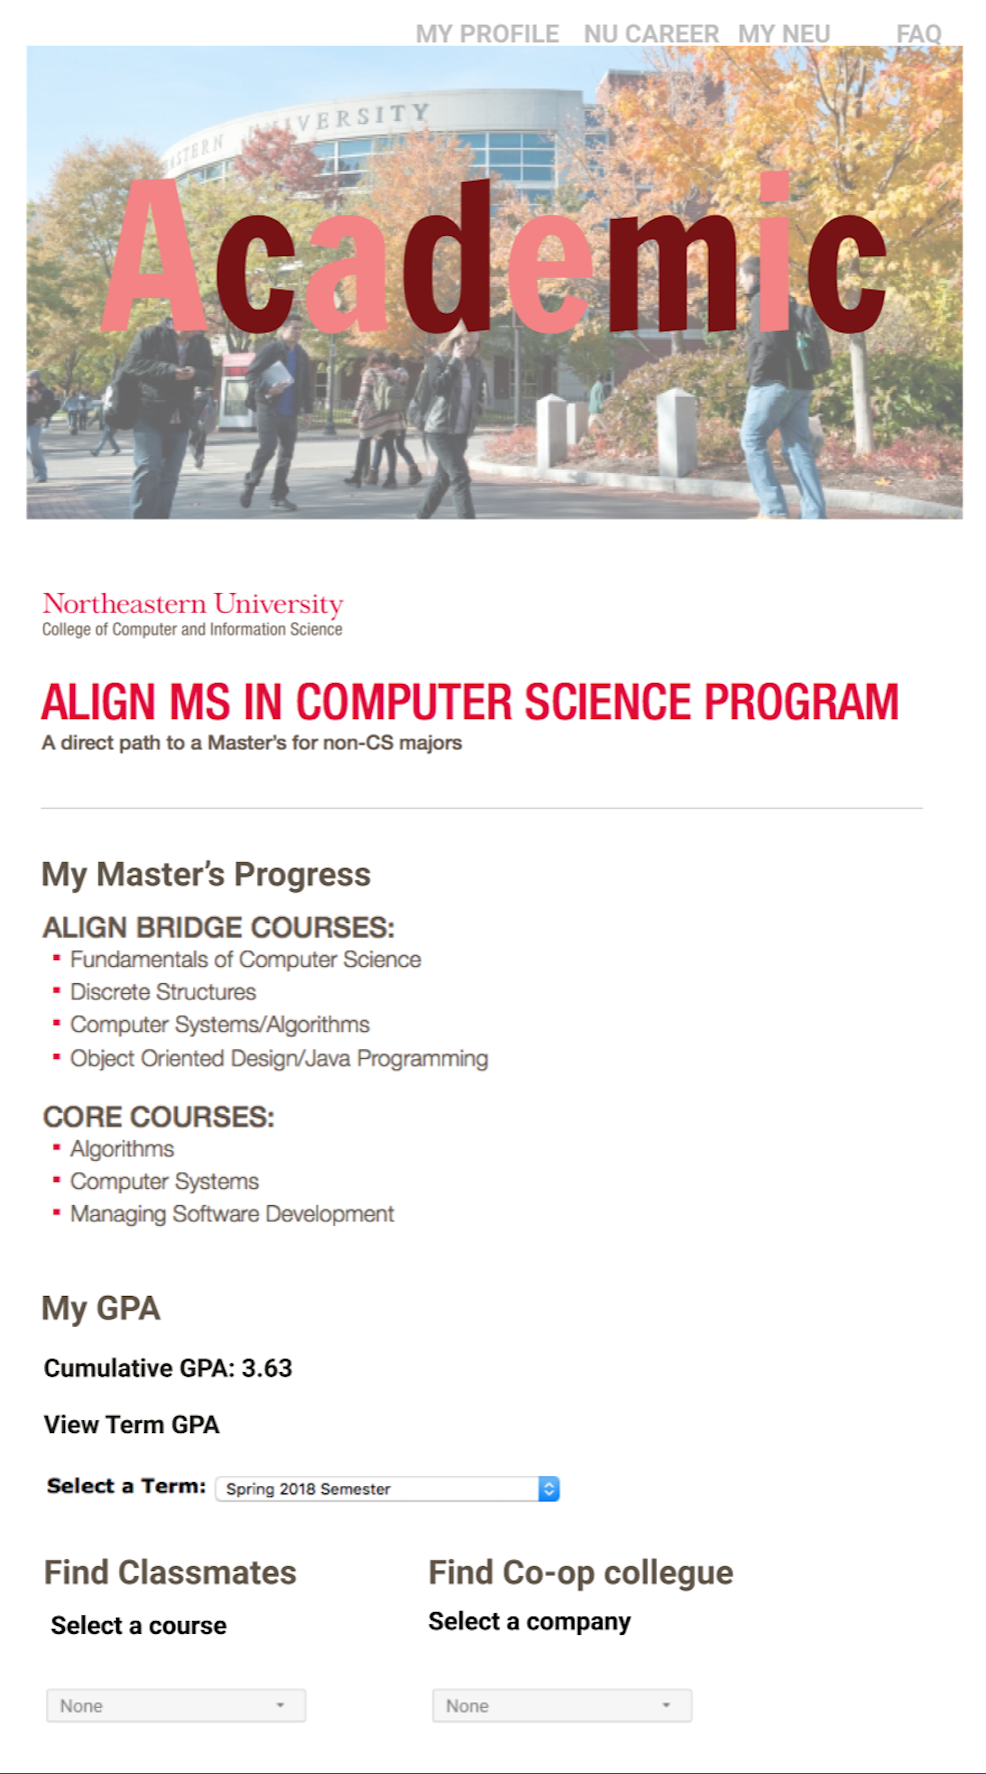 MY PROFILE NU CAREER MY NEU FAQ
UNIVERSITY
Academic
Northeastern University
College of Computer and Information Science
ALIGN MS IN COMPUTER SCIENCE PROGRAM
A direct path to a Master's for non-CS majors
My Master's Progress
ALIGN BRIDGE COURSES:
▪ Fundamentals of Computer Science
▪ Discrete Structures
▪ Computer Systems/Algorithms
▪ Object Oriented Design/Java Programming
CORE COURSES:
▪ Algorithms
▪ Computer Systems
▪ Managing Software Development
My GPA
Cumulative GPA: 3.63
View Term GPA
Select a Term: Spring 2018 Semester
Find Classmates Find Co-op collegue
Select a course Select a company
None None